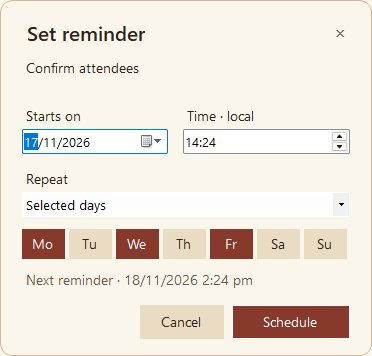 Set reminder ×
Confirm attendees
Starts on Time · local
17/11/2026 14:24
Repeat
Selected days
Mo Tu We Th Fr Sa Su
Next reminder · 18/11/2026 2:24 pm
Cancel Schedule